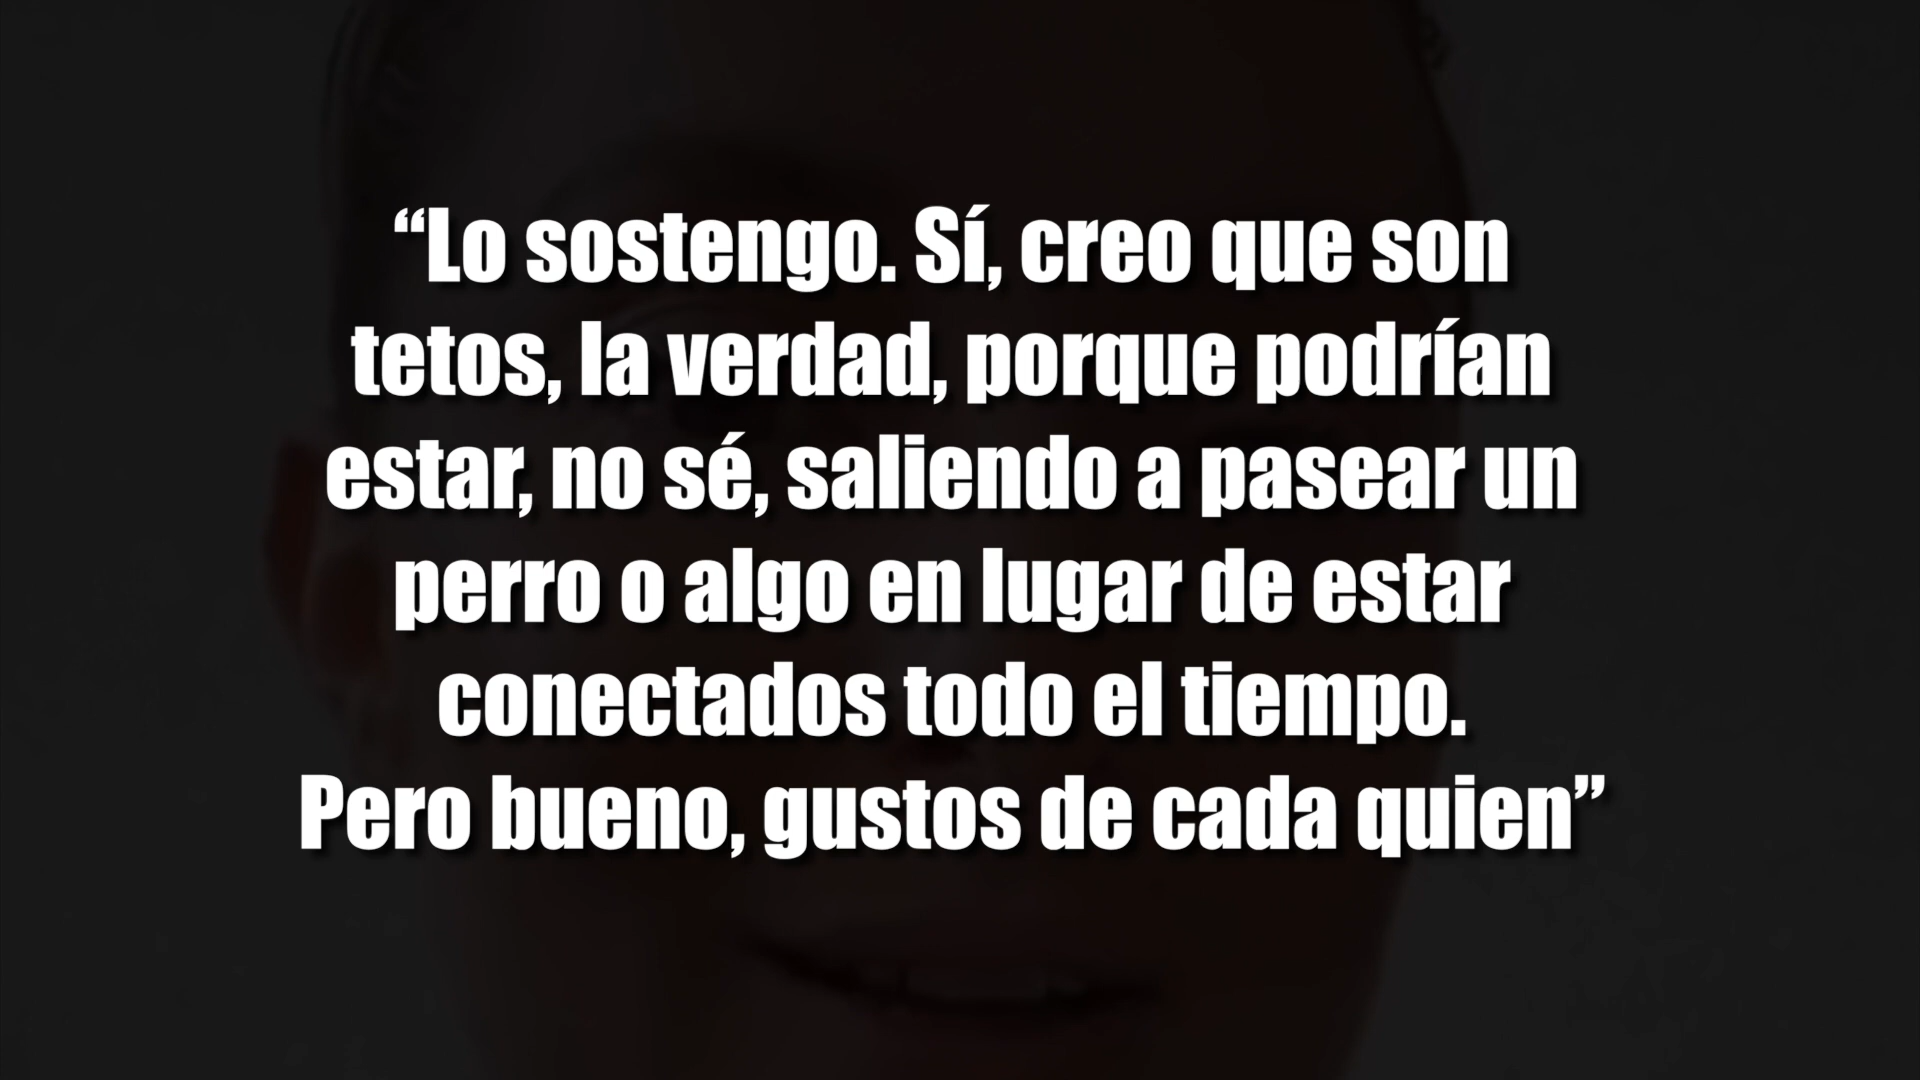 “Lo sostengo. Sí, creo que son
tetos, la verdad, porque podrían
estar, no sé, saliendo a pasear un
perro o algo en lugar de estar
conectados todo el tiempo.
Pero bueno, gustos de cada quien”